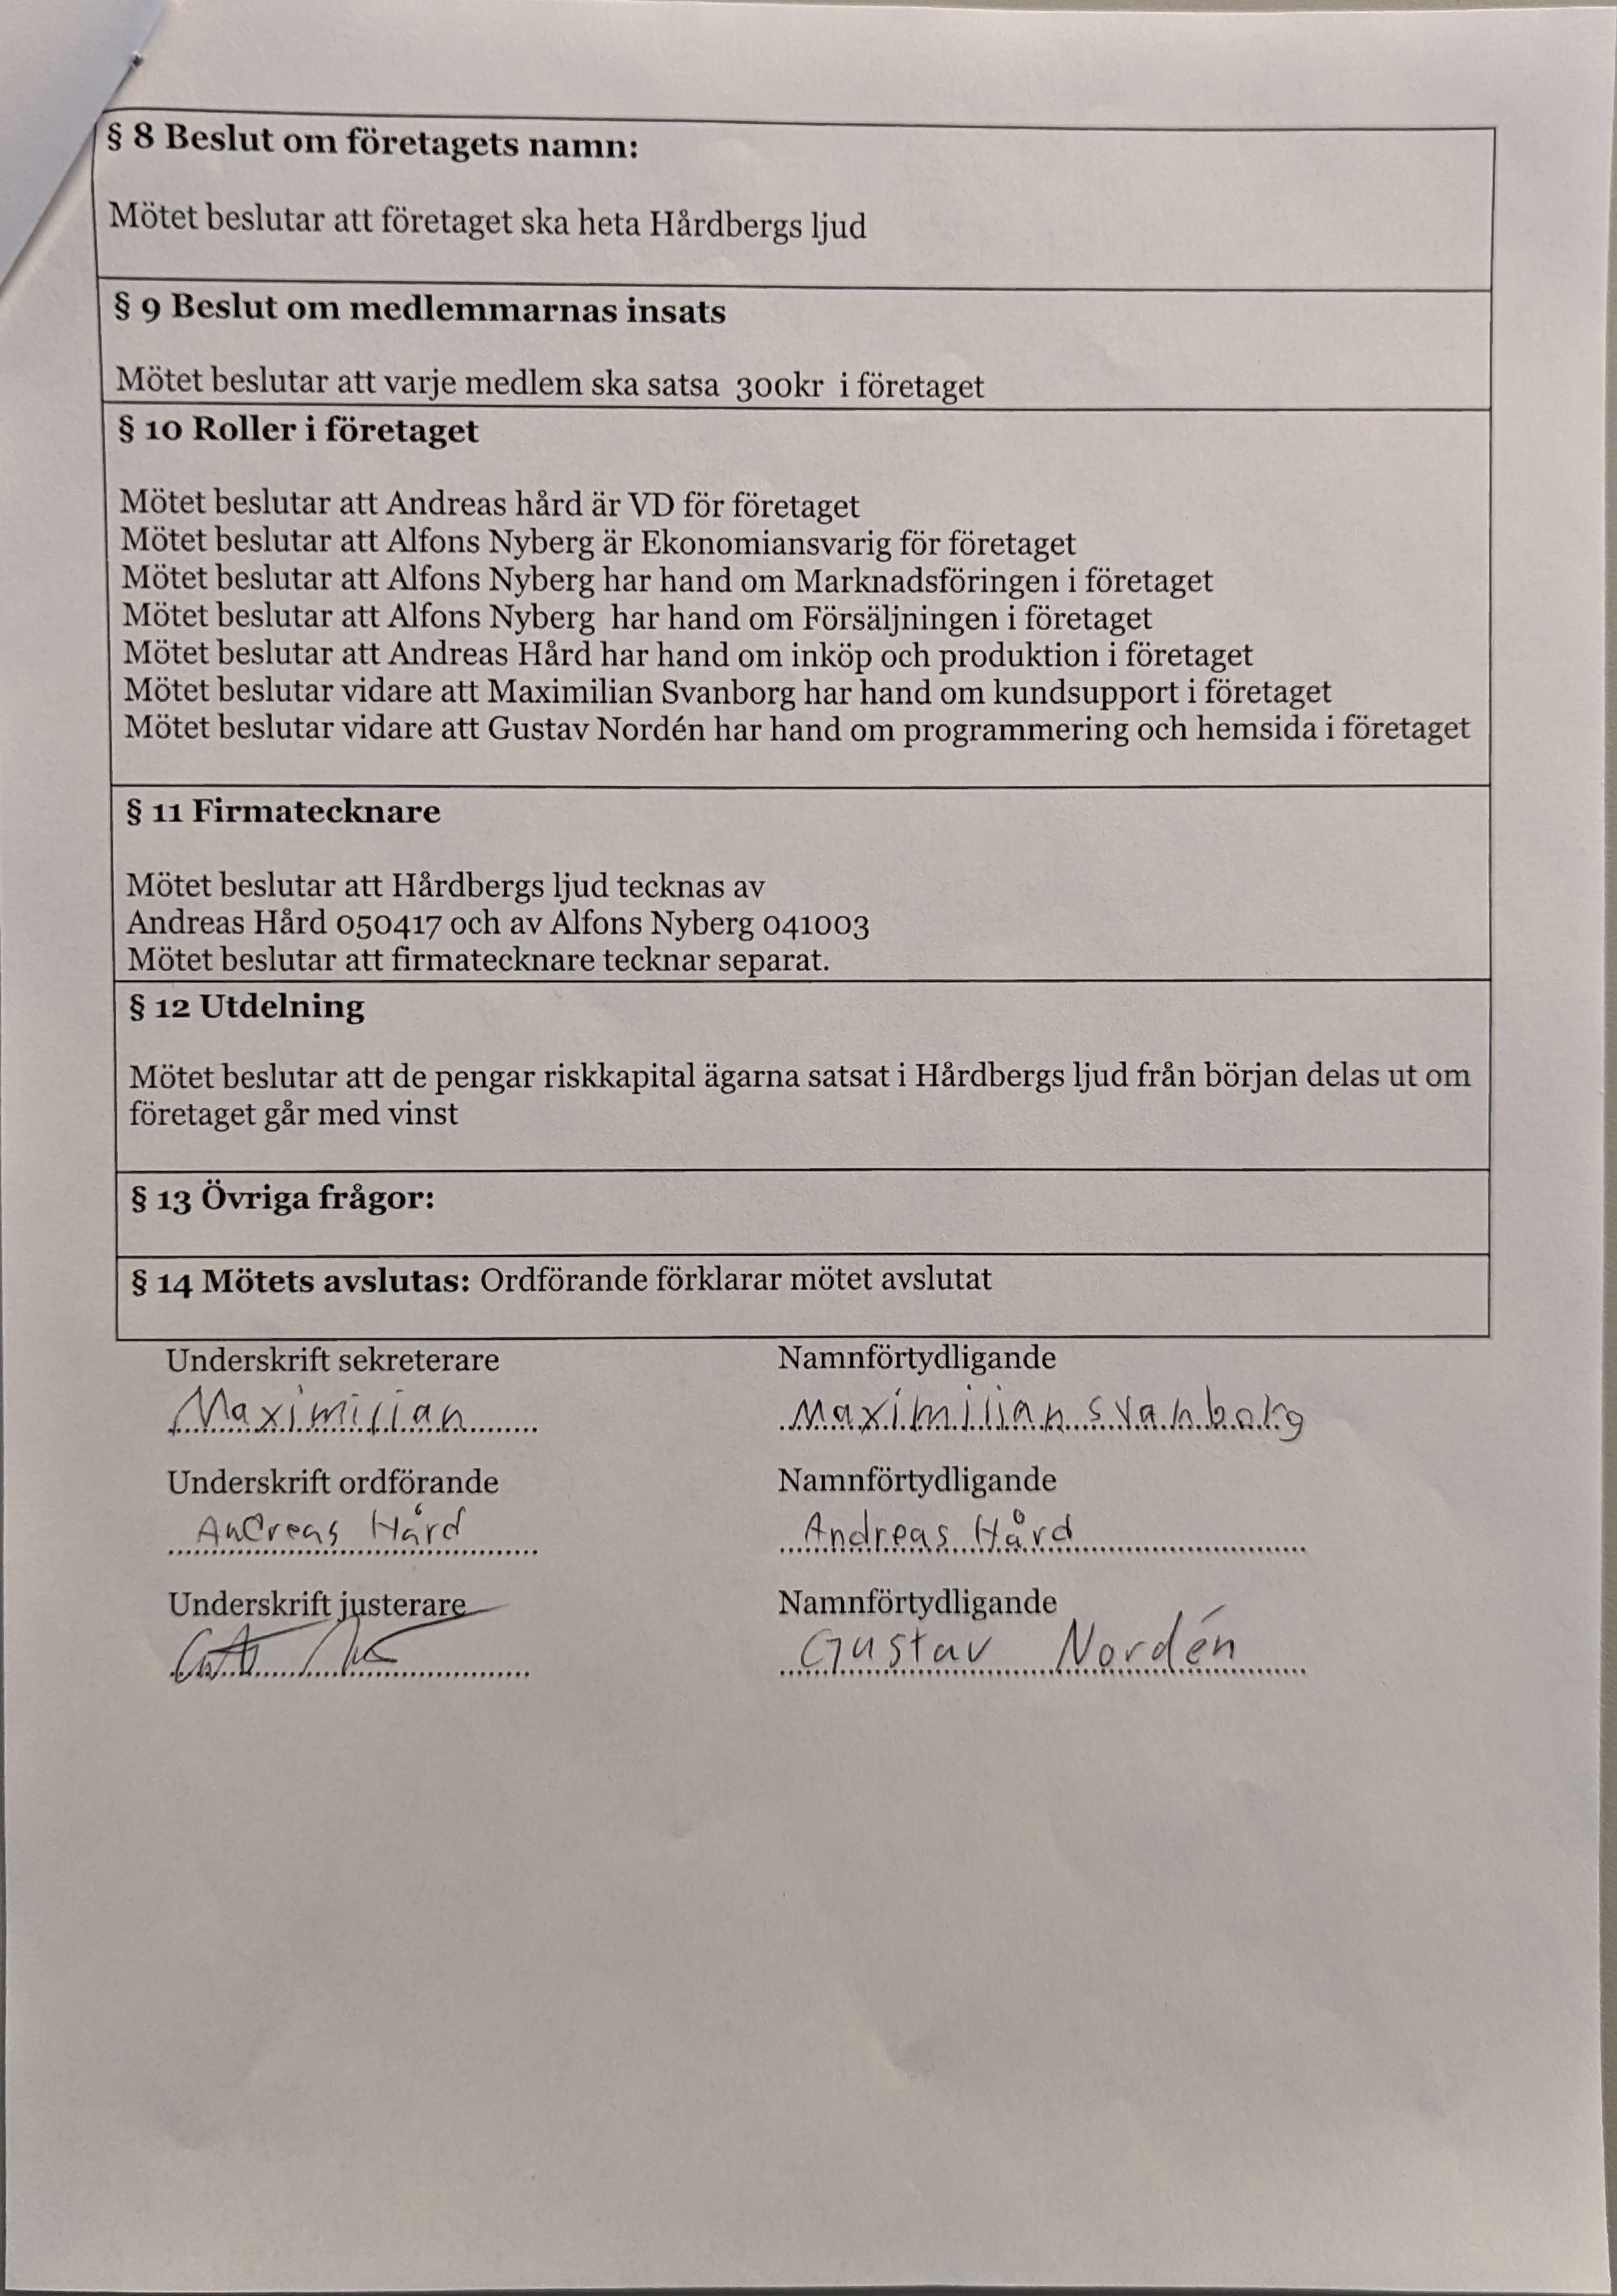 § 8 Beslut om företagets namn:
Mötet beslutar att företaget ska heta Hårdbergs ljud
§ 9 Beslut om medlemmarnas insats
Mötet beslutar att varje medlem ska satsa 300kr i företaget
§ 10 Roller i företaget
Mötet beslutar att Andreas hård är VD för företaget
Mötet beslutar att Alfons Nyberg är Ekonomiansvarig för företaget
Mötet beslutar att Alfons Nyberg har hand om Marknadsföringen i företaget
Mötet beslutar att Alfons Nyberg har hand om Försäljningen i företaget
Mötet beslutar att Andreas Hård har hand om inköp och produktion i företaget
Mötet beslutar vidare att Maximilian Svanborg har hand om kundsupport i företaget
Mötet beslutar vidare att Gustav Nordén har hand om programmering och hemsida i företaget
§ 11 Firmatecknare
Mötet beslutar att Hårdbergs ljud tecknas av
Andreas Hård 050417 och av Alfons Nyberg 041003
Mötet beslutar att firmatecknare tecknar separat.
§ 12 Utdelning
Mötet beslutar att de pengar riskkapital ägarna satsat i Hårdbergs ljud från början delas ut om
företaget går med vinst
§ 13 Övriga frågor:
§ 14 Mötets avslutas: Ordförande förklarar mötet avslutat
Underskrift sekreterare Namnförtydligande
Maximilian Maximilian svanborg
Underskrift ordförande Namnförtydligande
Andreas Hård Andreas Hård
Underskrift justerare Namnförtydligande
Gustav Nordén